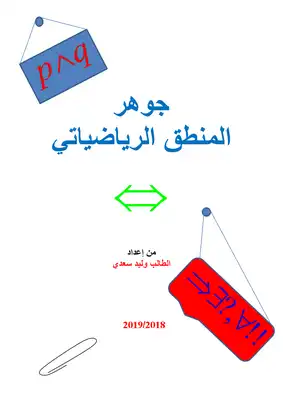 جوهر
المنطق الرياضياتي
من إعداد
الطالب وليد سعدي
2019/2018